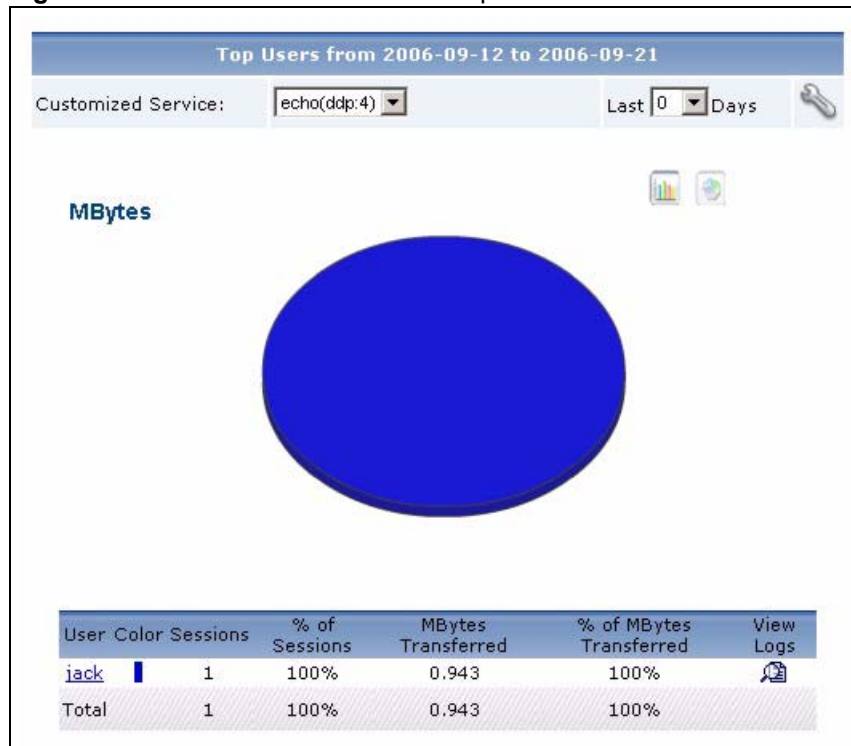 Top Users from 2006-09-12 to 2006-09-21
Customized Service: echo(ddp:4) Last 0 Days
MBytes
User Color Sessions % of Sessions MBytes Transferred % of MBytes Transferred View Logs
jack 1 100% 0.943 100%
Total 1 100% 0.943 100%